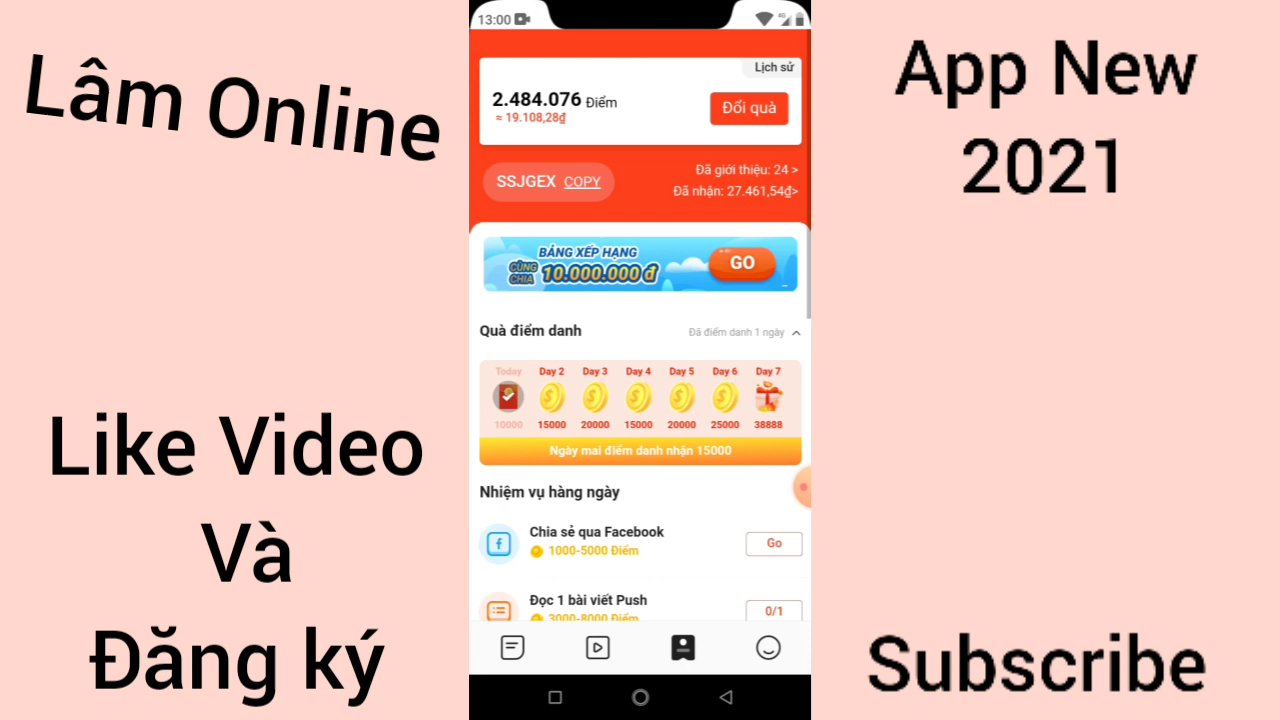 Lâm Online
Like Video
Và
Đăng ký
13:00
4G
Lịch sử
2.484.076 Điểm
≈ 19.108,28₫
Đổi quà
SSJGEX COPY
Đã giới thiệu: 24 >
Đã nhận: 27.461,54₫>
BẢNG XẾP HẠNG
CÙNG CHIA 10.000.000 đ
GO
Quà điểm danh
Đã điểm danh 1 ngày
Today Day 2 Day 3 Day 4 Day 5 Day 6 Day 7
10000 15000 20000 15000 20000 25000 38888
Ngày mai điểm danh nhận 15000
Nhiệm vụ hàng ngày
Chia sẻ qua Facebook
1000-5000 Điểm
Go
Đọc 1 bài viết Push
3000-8000 Điểm
0/1
App New
2021
Subscribe